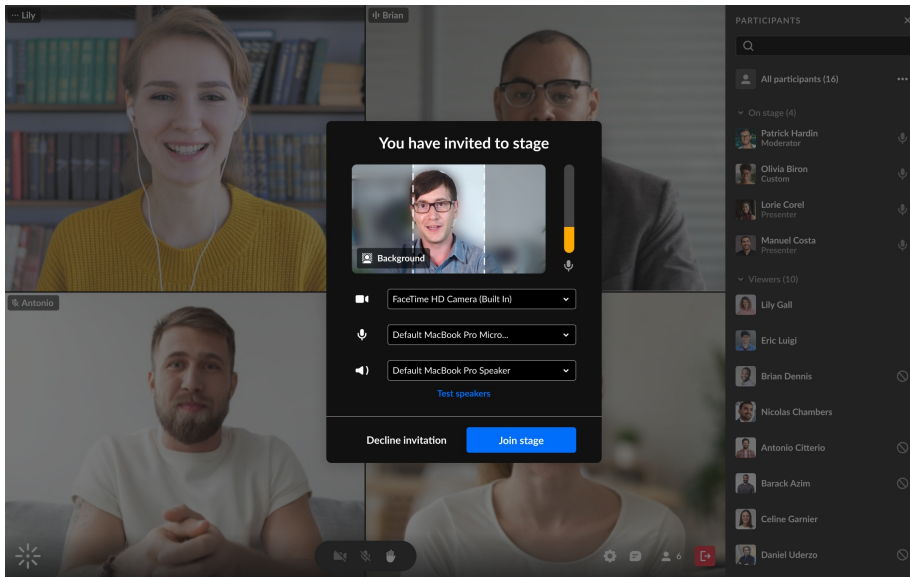 Lily
Brian
Antonio
You have invited to stage
Background
FaceTime HD Camera (Built In)
Default MacBook Pro Micro...
Default MacBook Pro Speaker
Test speakers
Decline invitation
Join stage
6
PARTICIPANTS
All participants (16)
On stage (4)
Patrick Hardin
Moderator
Olivia Biron
Custom
Lorie Corel
Presenter
Manuel Costa
Presenter
Viewers (10)
Lily Gall
Eric Luigi
Brian Dennis
Nicolas Chambers
Antonio Citterio
Barack Azim
Celine Garnier
Daniel Uderzo